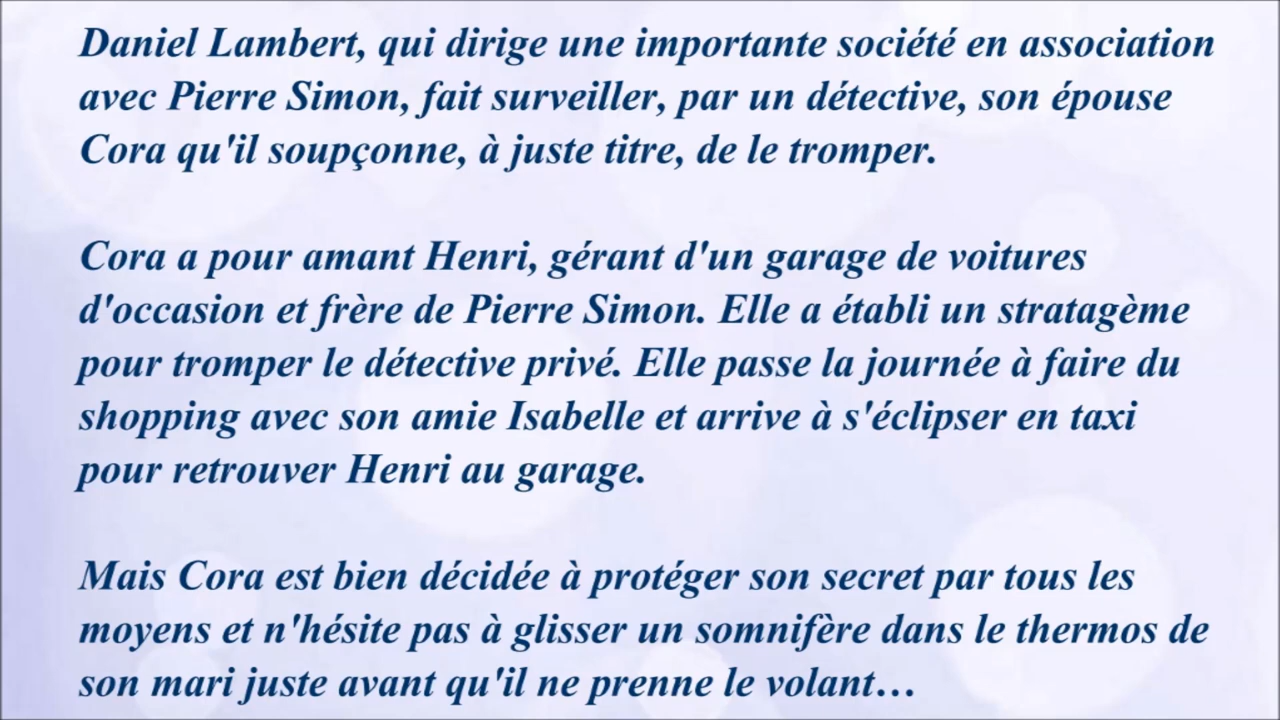 Daniel Lambert, qui dirige une importante société en association
avec Pierre Simon, fait surveiller, par un détective, son épouse
Cora qu'il soupçonne, à juste titre, de le tromper.
Cora a pour amant Henri, gérant d'un garage de voitures
d'occasion et frère de Pierre Simon. Elle a établi un stratagème
pour tromper le détective privé. Elle passe la journée à faire du
shopping avec son amie Isabelle et arrive à s'éclipser en taxi
pour retrouver Henri au garage.
Mais Cora est bien décidée à protéger son secret par tous les
moyens et n'hésite pas à glisser un somnifère dans le thermos de
son mari juste avant qu'il ne prenne le volant…